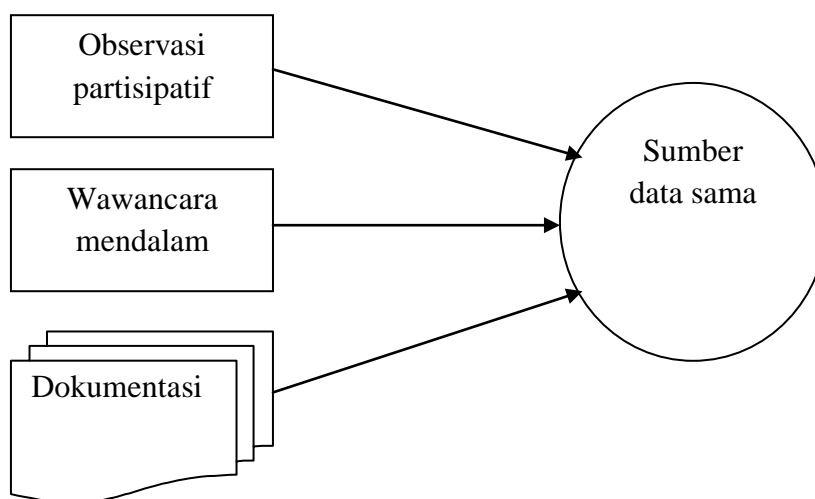 Observasi
partisipatif
Wawancara
mendalam
Dokumentasi
Sumber
data sama